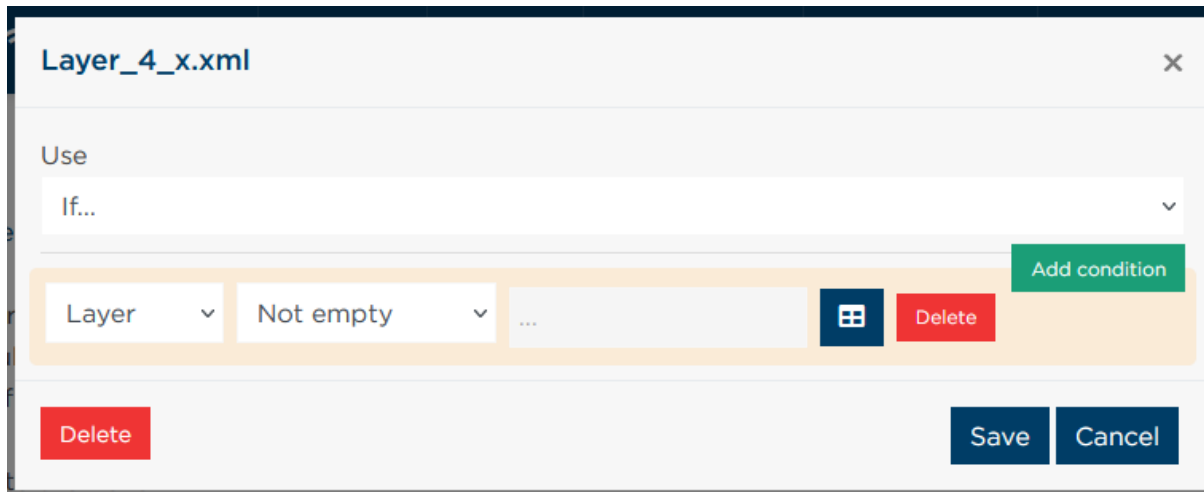 Layer_4_x.xml
×
Use
If...
Add condition
Layer Not empty ... Delete
Delete Save Cancel